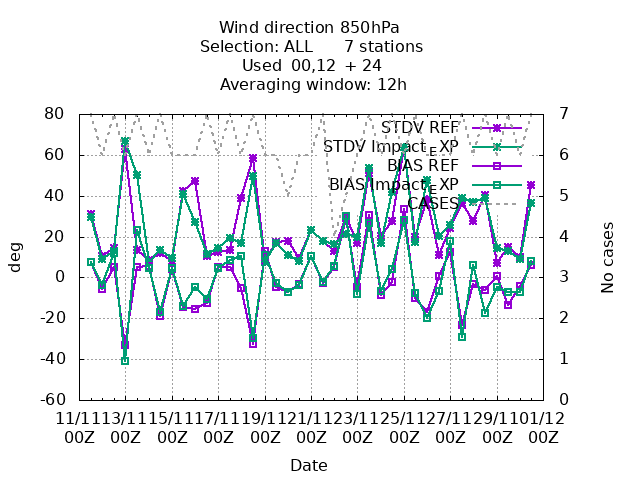 Wind direction 850hPa
Selection: ALL 7 stations
Used 00,12 + 24
Averaging window: 12h
80 7
STDV REF
STDV Impact_EXP
60 6
BIAS REF
BIAS Impact_EXP
40 5
CASES
20 4
deg
No cases
0 3
-20 2
-40 1
-60 0
11/11 13/11 15/11 17/11 19/11 21/11 23/11 25/11 27/11 29/11 01/12
00Z 00Z 00Z 00Z 00Z 00Z 00Z 00Z 00Z 00Z 00Z
Date